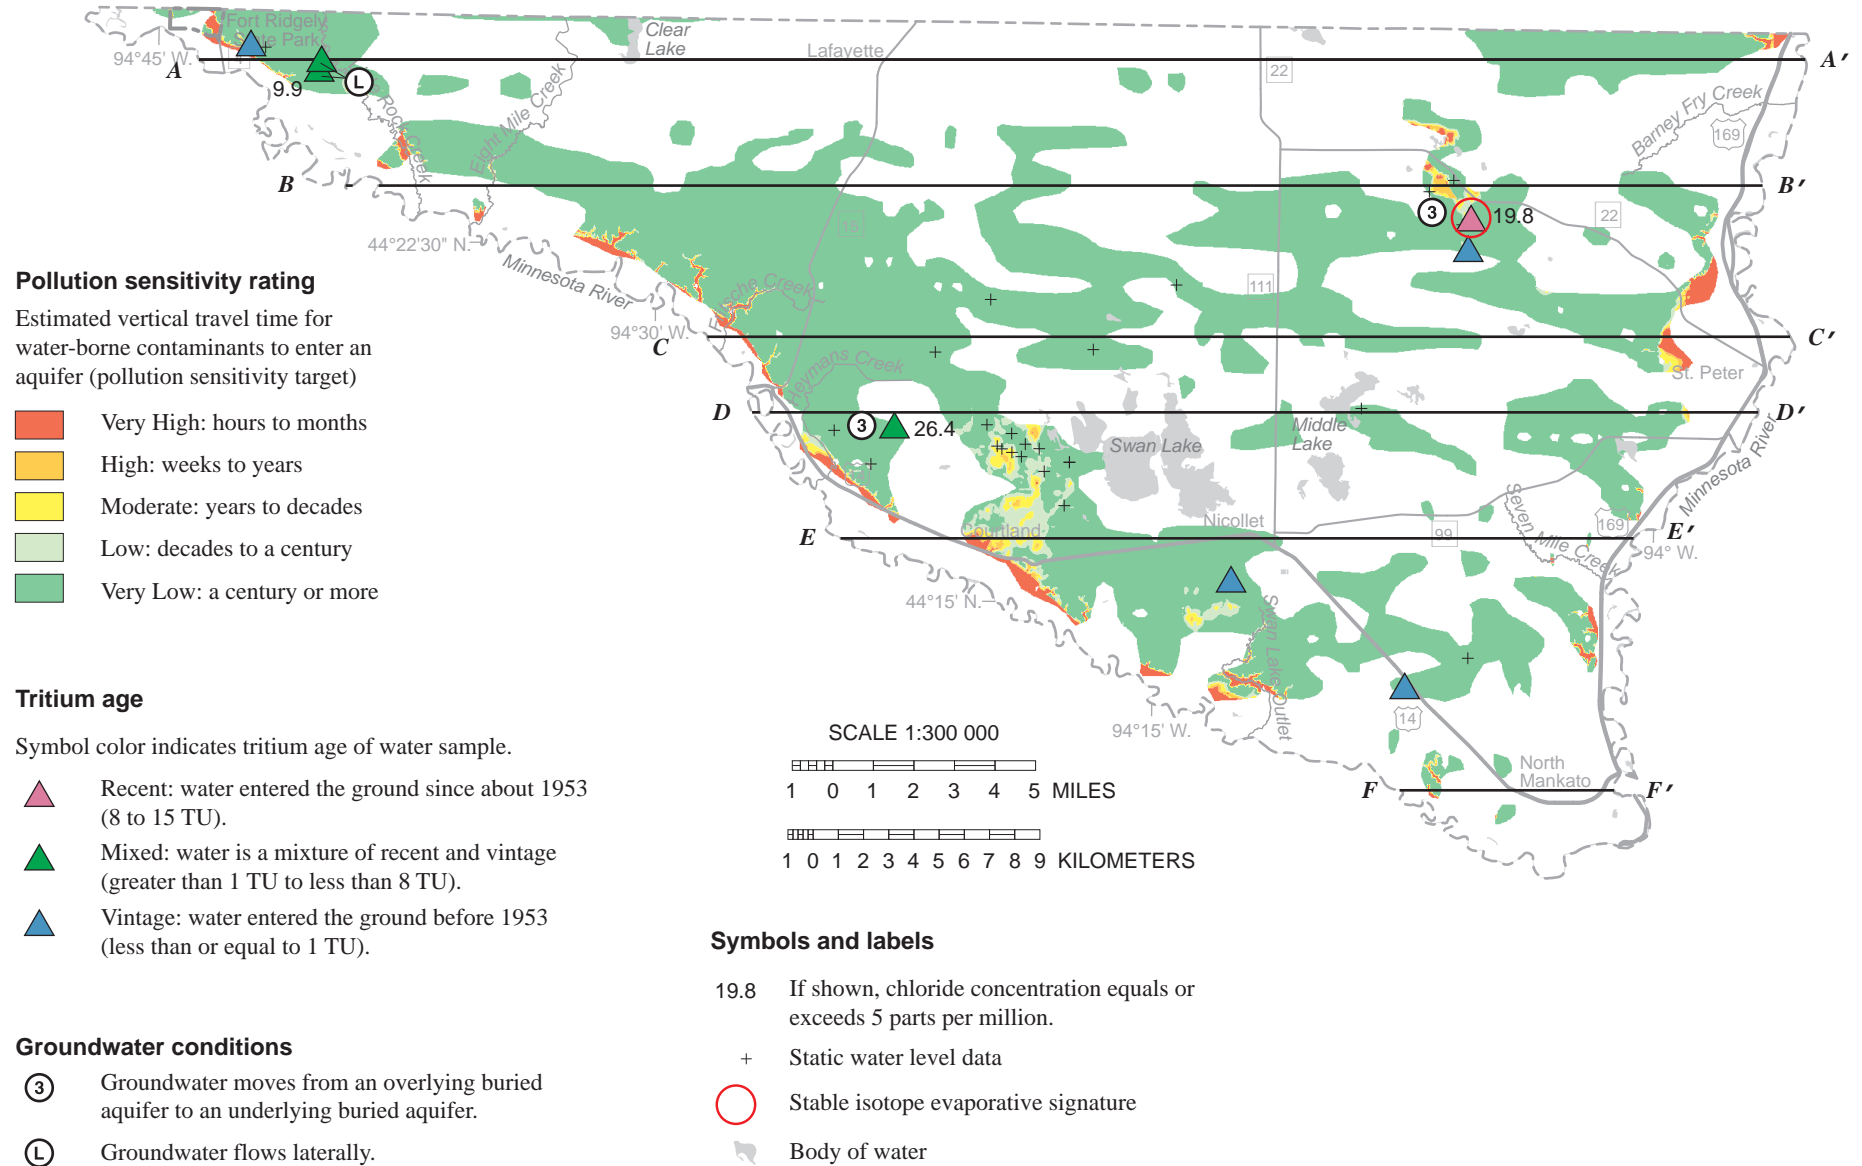 Fort Ridgely
State Park
94°45' W.
A
9.9
L
Rock Creek
Eight Mile Creek
Clear
Lake
Lafayette
22
A'
Barney Fry Creek
169
B
B'
3
19.8
22
15
44°22'30" N.
Minnesota River
111
Fritsche Creek
94°30' W.
C
C'
Heymans Creek
St. Peter
D
D'
3
26.4
Swan Lake
Middle
Lake
Minnesota River
Seven Mile Creek
Nicollet
Courtland
99
169
E
E'
94° W.
44°15' N.
Swan Lake Outlet
94°15' W.
14
North
Mankato
F
F'
Pollution sensitivity rating
Estimated vertical travel time for
water-borne contaminants to enter an
aquifer (pollution sensitivity target)
Very High: hours to months
High: weeks to years
Moderate: years to decades
Low: decades to a century
Very Low: a century or more
Tritium age
Symbol color indicates tritium age of water sample.
Recent: water entered the ground since about 1953
(8 to 15 TU).
Mixed: water is a mixture of recent and vintage
(greater than 1 TU to less than 8 TU).
Vintage: water entered the ground before 1953
(less than or equal to 1 TU).
Groundwater conditions
3 Groundwater moves from an overlying buried
aquifer to an underlying buried aquifer.
L Groundwater flows laterally.
SCALE 1:300 000
1 0 1 2 3 4 5 MILES
1 0 1 2 3 4 5 6 7 8 9 KILOMETERS
Symbols and labels
19.8 If shown, chloride concentration equals or
exceeds 5 parts per million.
+ Static water level data
Stable isotope evaporative signature
Body of water